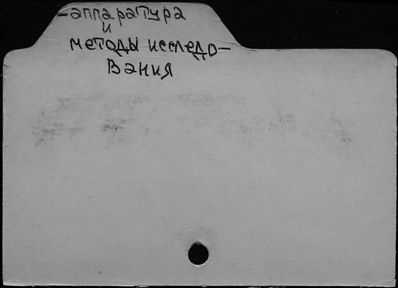 -аппаратура
и
методы исследо-
вания